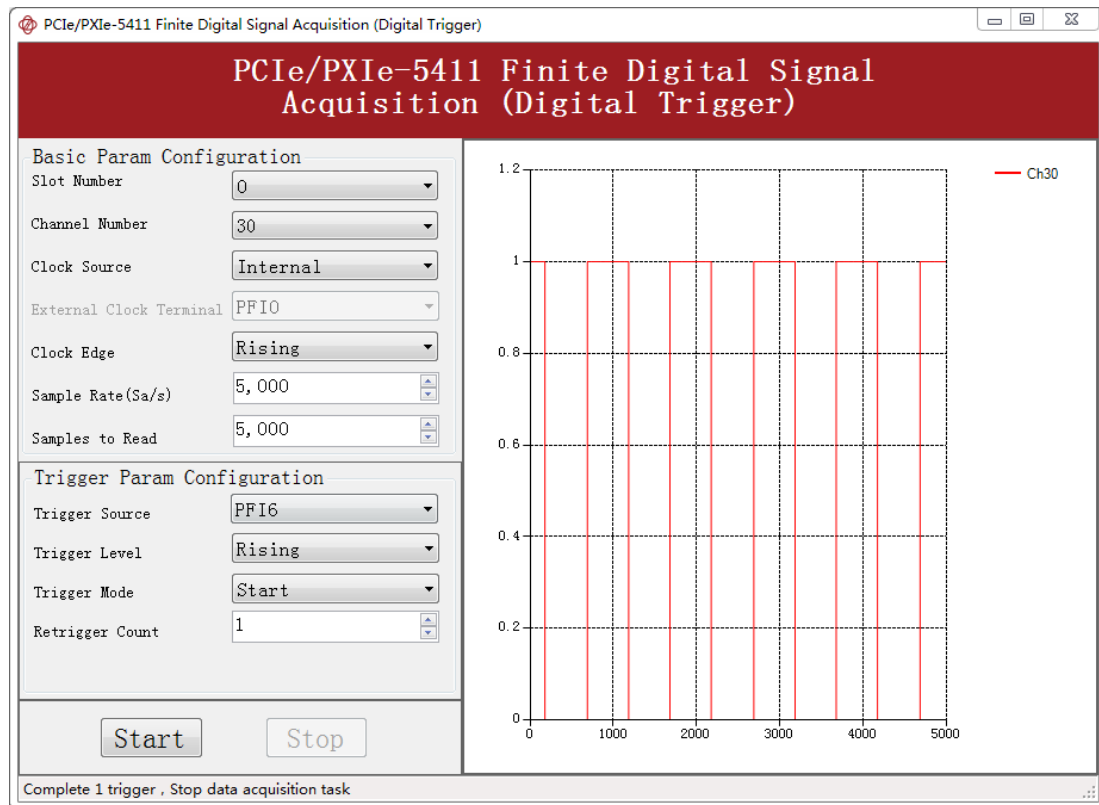 PCIe/PXIe-5411 Finite Digital Signal Acquisition (Digital Trigger)
PCIe/PXIe-5411 Finite Digital Signal
Acquisition (Digital Trigger)
Basic Param Configuration
Slot Number
0
Channel Number
30
Clock Source
Internal
External Clock Terminal
PFI0
Clock Edge
Rising
Sample Rate(Sa/s)
5,000
Samples to Read
5,000
Trigger Param Configuration
Trigger Source
PFI6
Trigger Level
Rising
Trigger Mode
Start
Retrigger Count
1
Start
Stop
1.2
1
0.8
0.6
0.4
0.2
0
0
1000
2000
3000
4000
5000
Ch30
Complete 1 trigger , Stop data acquisition task